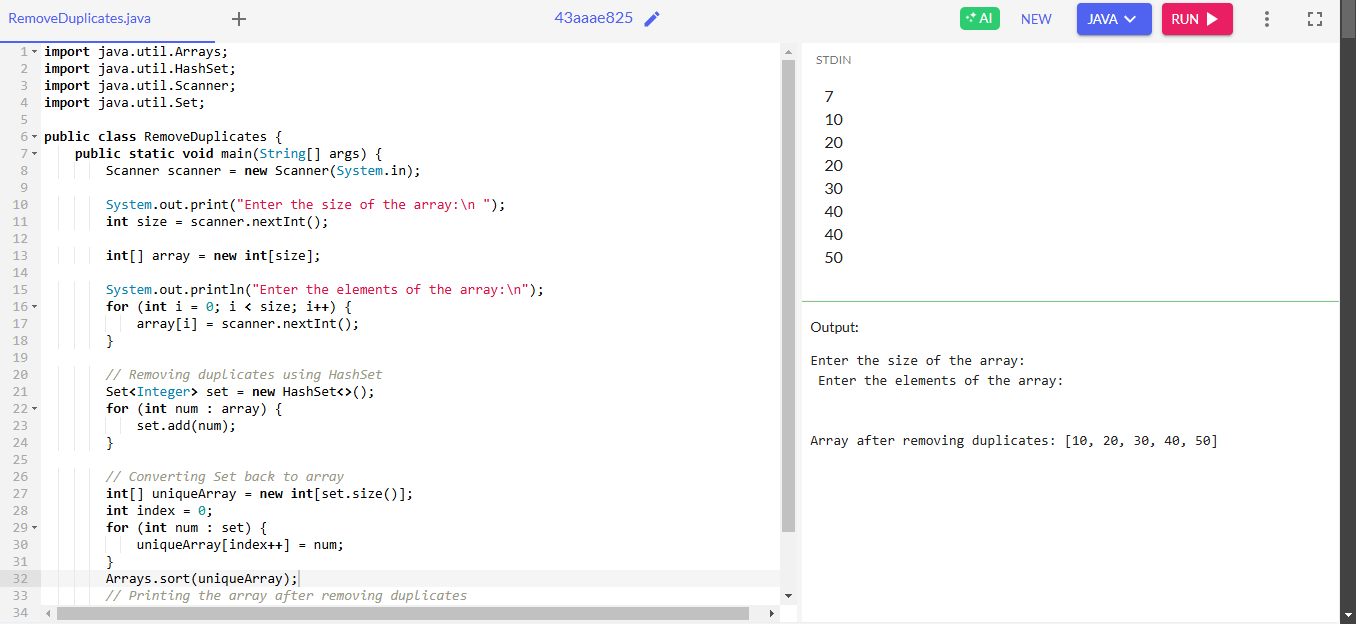 RemoveDuplicates.java + 43aaae825 AI NEW JAVA RUN
1 import java.util.Arrays;
2 import java.util.HashSet;
3 import java.util.Scanner;
4 import java.util.Set;
5
6 public class RemoveDuplicates {
7     public static void main(String[] args) {
8         Scanner scanner = new Scanner(System.in);
9
10         System.out.print("Enter the size of the array:\n ");
11         int size = scanner.nextInt();
12
13         int[] array = new int[size];
14
15         System.out.println("Enter the elements of the array:\n");
16         for (int i = 0; i < size; i++) {
17             array[i] = scanner.nextInt();
18         }
19
20         // Removing duplicates using HashSet
21         Set<Integer> set = new HashSet<>();
22         for (int num : array) {
23             set.add(num);
24         }
25
26         // Converting Set back to array
27         int[] uniqueArray = new int[set.size()];
28         int index = 0;
29         for (int num : set) {
30             uniqueArray[index++] = num;
31         }
32         Arrays.sort(uniqueArray);
33         // Printing the array after removing duplicates
34
STDIN
7
10
20
20
30
40
40
50
Output:
Enter the size of the array:
 Enter the elements of the array:
Array after removing duplicates: [10, 20, 30, 40, 50]